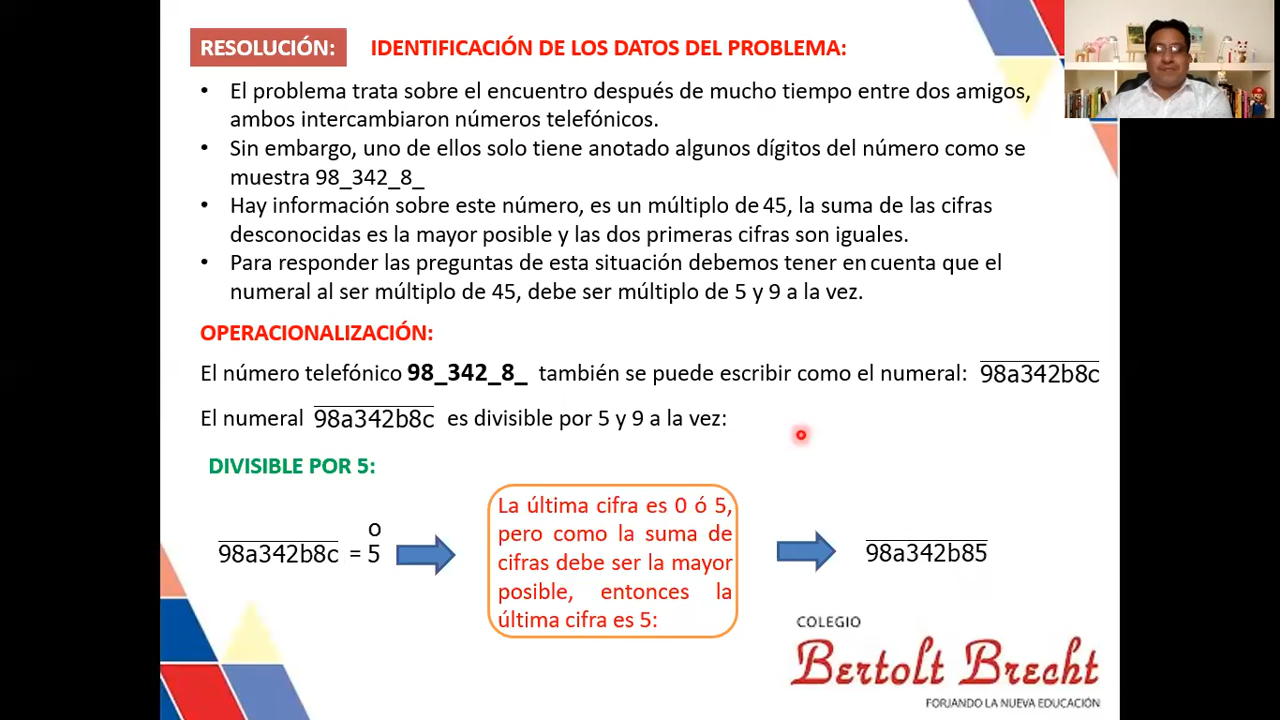 RESOLUCIÓN: IDENTIFICACIÓN DE LOS DATOS DEL PROBLEMA:
• El problema trata sobre el encuentro después de mucho tiempo entre dos amigos,
ambos intercambiaron números telefónicos.
• Sin embargo, uno de ellos solo tiene anotado algunos dígitos del número como se
muestra 98_342_8_
• Hay información sobre este número, es un múltiplo de 45, la suma de las cifras
desconocidas es la mayor posible y las dos primeras cifras son iguales.
• Para responder las preguntas de esta situación debemos tener en cuenta que el
numeral al ser múltiplo de 45, debe ser múltiplo de 5 y 9 a la vez.
OPERACIONALIZACIÓN:
El número telefónico 98_342_8_ también se puede escribir como el numeral: 98a342b8c
El numeral 98a342b8c es divisible por 5 y 9 a la vez:
DIVISIBLE POR 5:
o
98a342b8c = 5
La última cifra es 0 ó 5,
pero como la suma de
cifras debe ser la mayor
posible, entonces la
última cifra es 5:
98a342b85
COLEGIO
Bertolt Brecht
FORJANDO LA NUEVA EDUCACIÓN